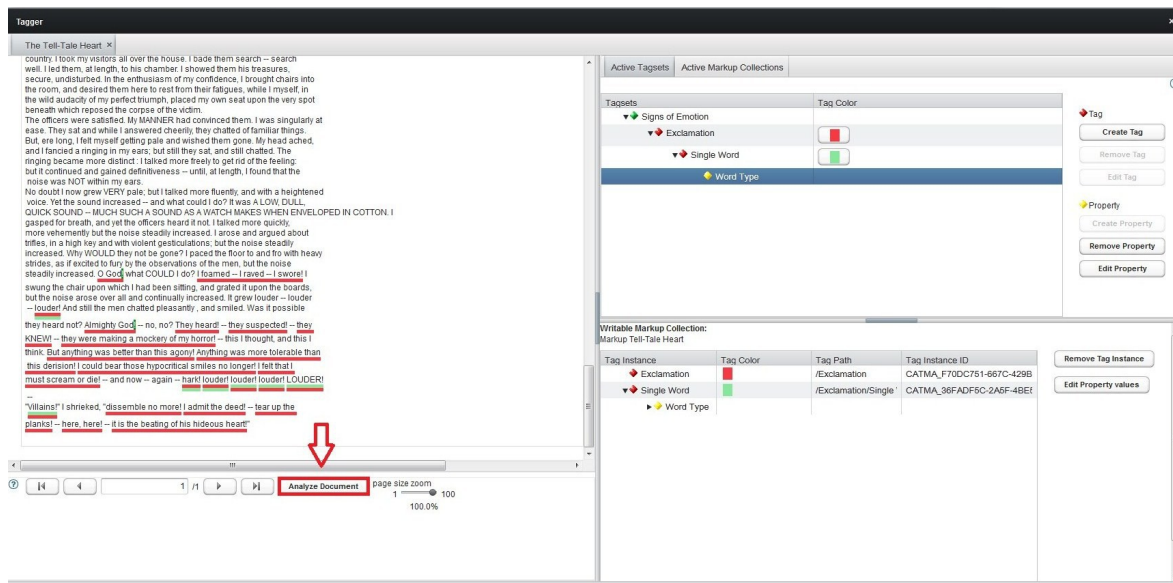 Tagger
The Tell-Tale Heart ×
country. I took my visitors all over the house. I bade them search -- search
well. I led them, at length, to his chamber. I showed them his treasures,
secure, undisturbed. In the enthusiasm of my confidence, I brought chairs into
the room, and desired them here to rest from their fatigues, while I myself, in
the wild audacity of my perfect triumph, placed my own seat upon the very spot
beneath which reposed the corpse of the victim.
The officers were satisfied. My MANNER had convinced them. I was singularly at
ease. They sat and while I answered cheerily, they chatted of familiar things.
But, ere long, I felt myself getting pale and wished them gone. My head ached,
and I fancied a ringing in my ears; but still they sat, and still chatted. The
ringing became more distinct : I talked more freely to get rid of the feeling:
but it continued and gained definitiveness -- until, at length, I found that the
noise was NOT within my ears.
No doubt I now grew VERY pale; but I talked more fluently, and with a heightened
voice. Yet the sound increased -- and what could I do? It was A LOW, DULL,
QUICK SOUND -- MUCH SUCH A SOUND AS A WATCH MAKES WHEN ENVELOPED IN COTTON. I
gasped for breath, and yet the officers heard it not. I talked more quickly,
more vehemently but the noise steadily increased. I arose and argued about
trifles, in a high key and with violent gesticulations; but the noise steadily
increased. Why WOULD they not be gone? I paced the floor to and fro with heavy
strides, as if excited to fury by the observations of the men, but the noise
steadily increased. O God; what COULD I do? I foamed -- I raved -- I swore! I
swung the chair upon which I had been sitting, and grated it upon the boards,
but the noise arose over all and continually increased. It grew louder -- louder
-- louder! And still the men chatted pleasantly , and smiled. Was it possible
they heard not? Almighty God -- no, no? They heard! -- they suspected! -- they
KNEW! -- they were making a mockery of my horror! -- this I thought, and this I
think. But anything was better than this agony! Anything was more tolerable than
this derision! I could bear those hypocritical smiles no longer! I felt that I
must scream or die! -- and now -- again -- hark! louder! louder! louder! LOUDER!
--
"Villains!" I shrieked, "dissemble no more! I admit the deed! -- tear up the
planks! -- here, here! -- it is the beating of his hideous heart!"
1 /1
Analyze Document
page size zoom
1 100
100.0%
Active Tagsets Active Markup Collections
Tagsets Tag Color
Signs of Emotion
Exclamation
Single Word
Word Type
Tag
Create Tag
Remove Tag
Edit Tag
Property
Create Property
Remove Property
Edit Property
Writable Markup Collection:
Markup Tell-Tale Heart
Tag Instance Tag Color Tag Path Tag Instance ID
Exclamation /Exclamation CATMA_F70DC751-667C-429B
Single Word /Exclamation/Single CATMA_36FADF5C-2A5F-4BE
Word Type
Remove Tag Instance
Edit Property values